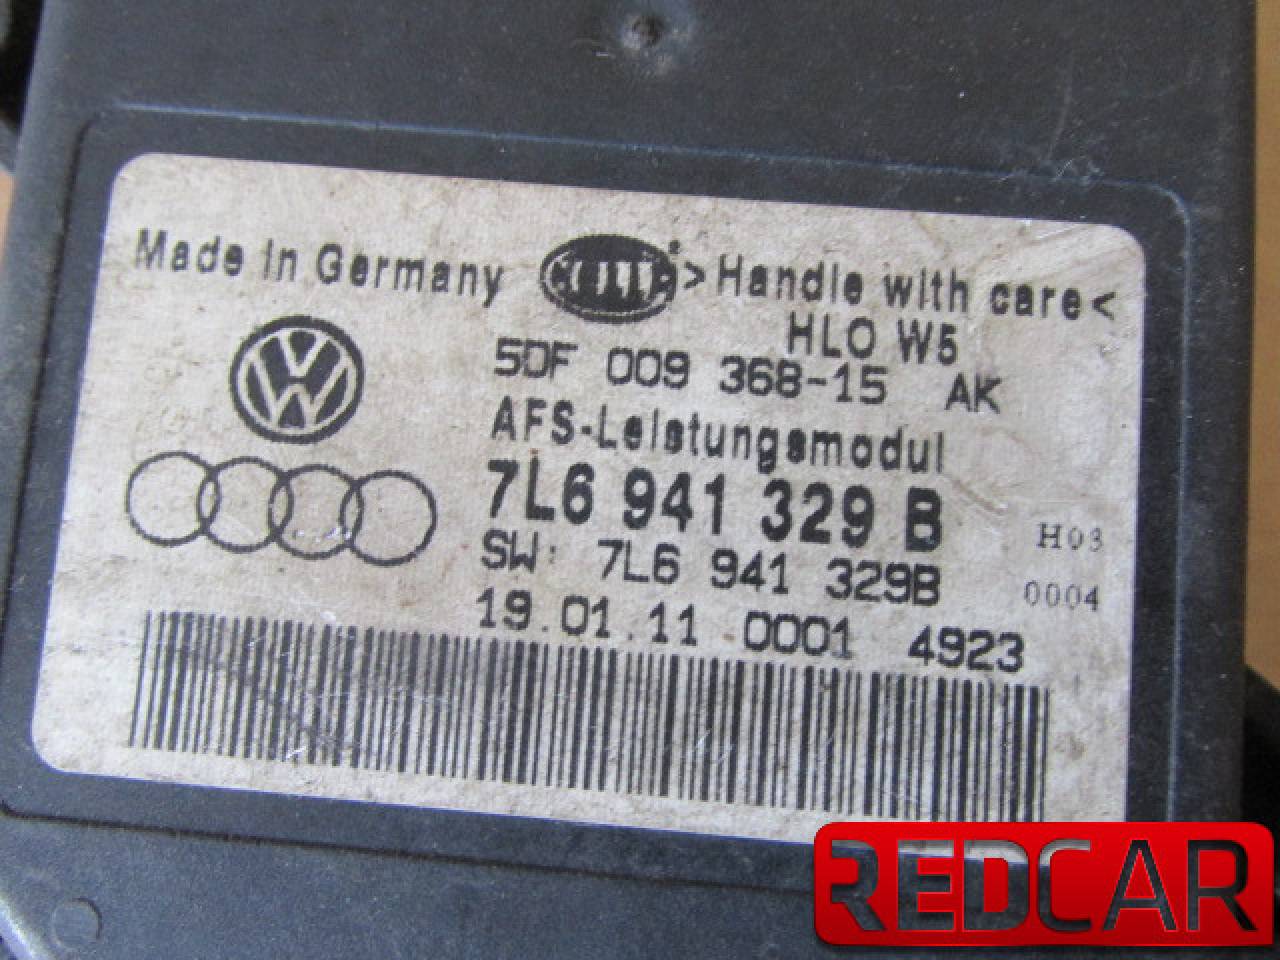 Made in Germany HELLA >Handle with care<
HLO W5
5DF 009 368-15 AK
AFS-Leistungsmodul
7L6 941 329 B H03
SW: 7L6 941 329B 0004
19.01.11 0001 4923
REDCAR